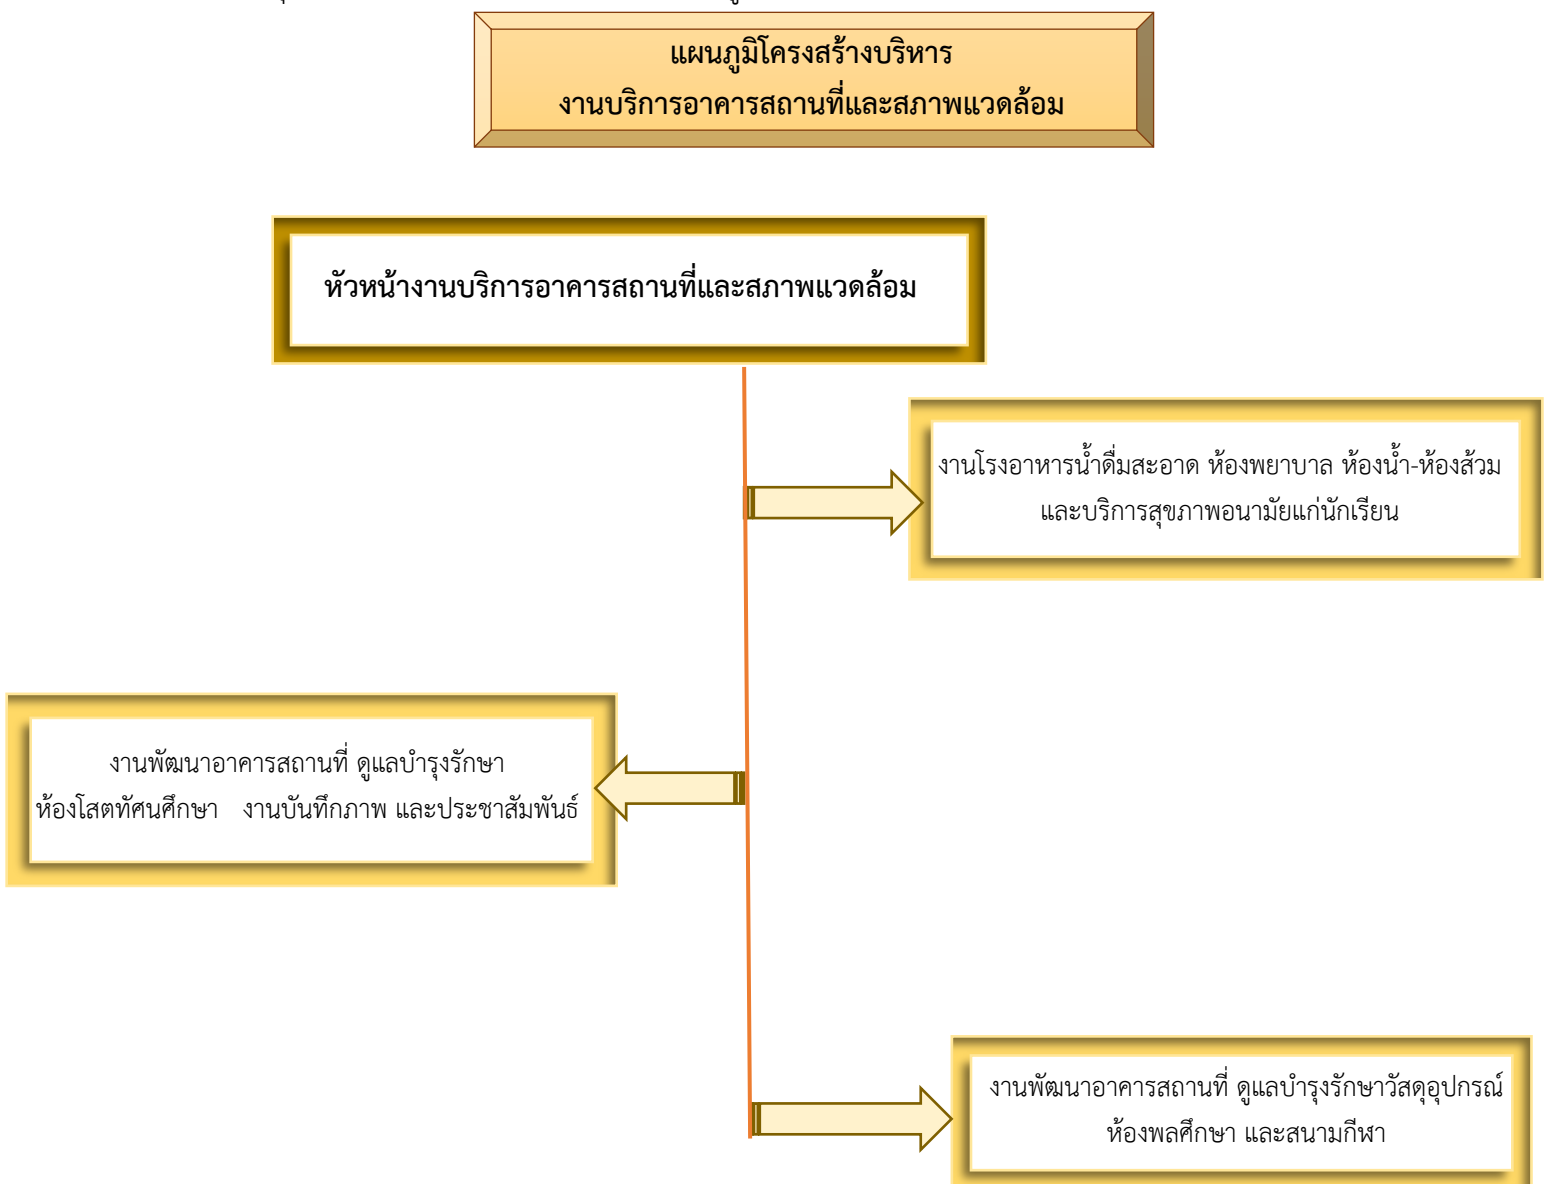 แผนภูมิโครงสร้างบริหาร
งานบริการอาคารสถานที่และสภาพแวดล้อม
หัวหน้างานบริการอาคารสถานที่และสภาพแวดล้อม
งานโรงอาหารน้ำดื่มสะอาด ห้องพยาบาล ห้องน้ำ-ห้องส้วม
และบริการสุขภาพอนามัยแก่นักเรียน
งานพัฒนาอาคารสถานที่ ดูแลบำรุงรักษา
ห้องโสตทัศนศึกษา งานบันทึกภาพ และประชาสัมพันธ์
งานพัฒนาอาคารสถานที่ ดูแลบำรุงรักษาวัสดุอุปกรณ์
ห้องพลศึกษา และสนามกีฬา